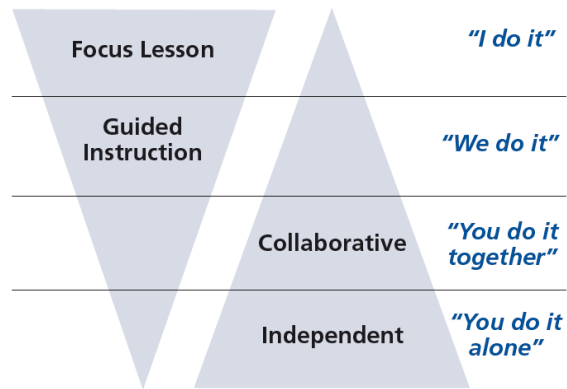 Focus Lesson
“I do it”
Guided
Instruction
“We do it”
Collaborative
“You do it
together”
Independent
“You do it
alone”